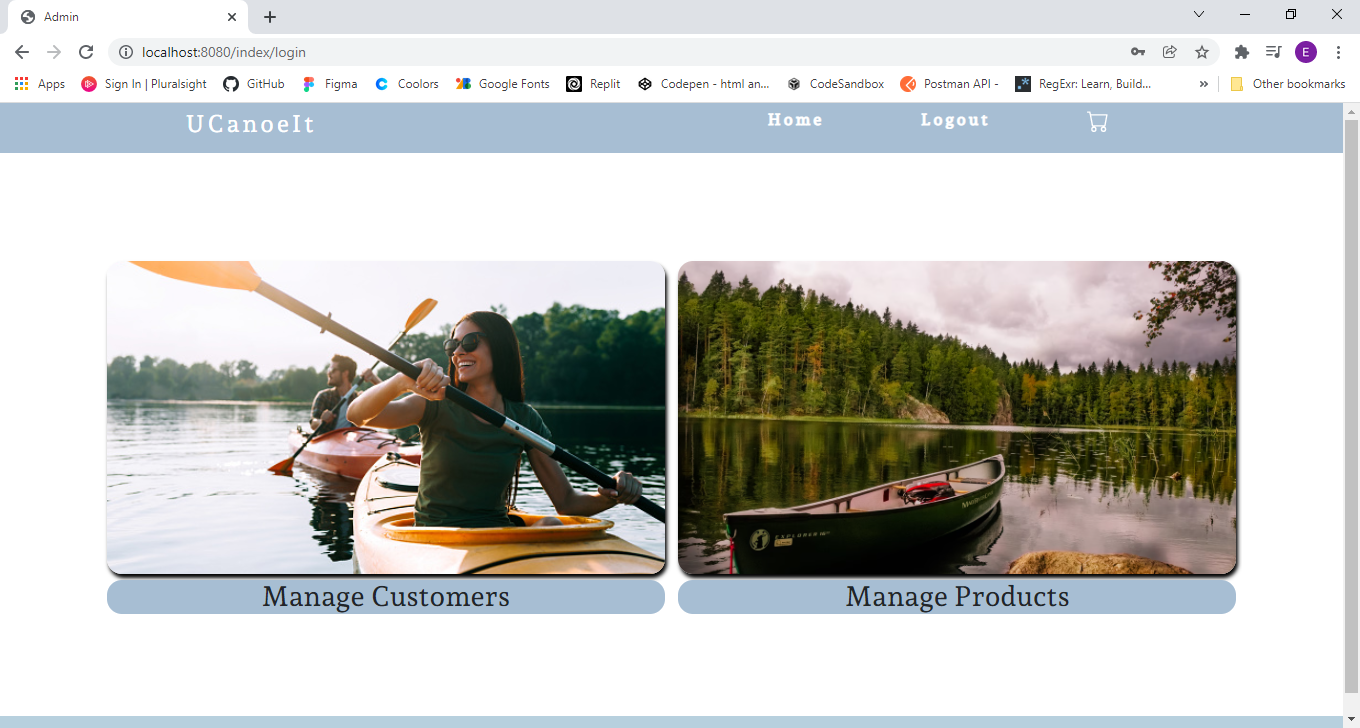 Admin
localhost:8080/index/login
E
Apps
Sign In | Pluralsight
GitHub
Figma
Coolors
Google Fonts
Replit
Codepen - html an...
CodeSandbox
Postman API -
RegExr: Learn, Build...
»
Other bookmarks
UCanoeIt
Home
Logout
EXPLORER
Manage Customers
Manage Products